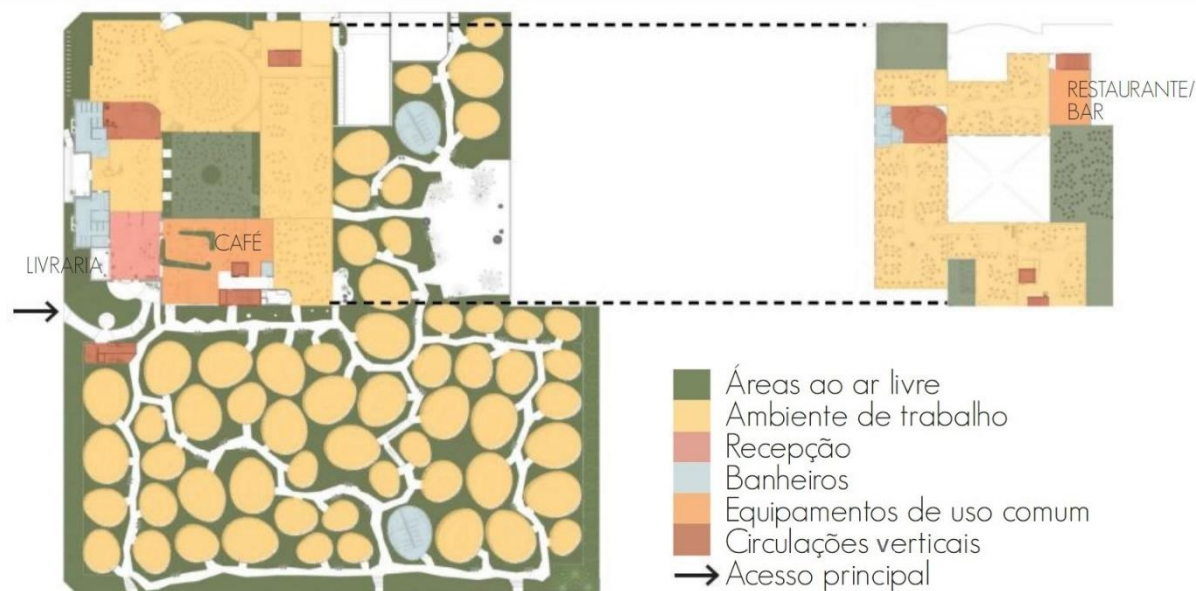 RESTAURANTE/
BAR
CAFÉ
LIVRARIA
Áreas ao ar livre
Ambiente de trabalho
Recepção
Banheiros
Equipamentos de uso comum
Circulações verticais
Acesso principal